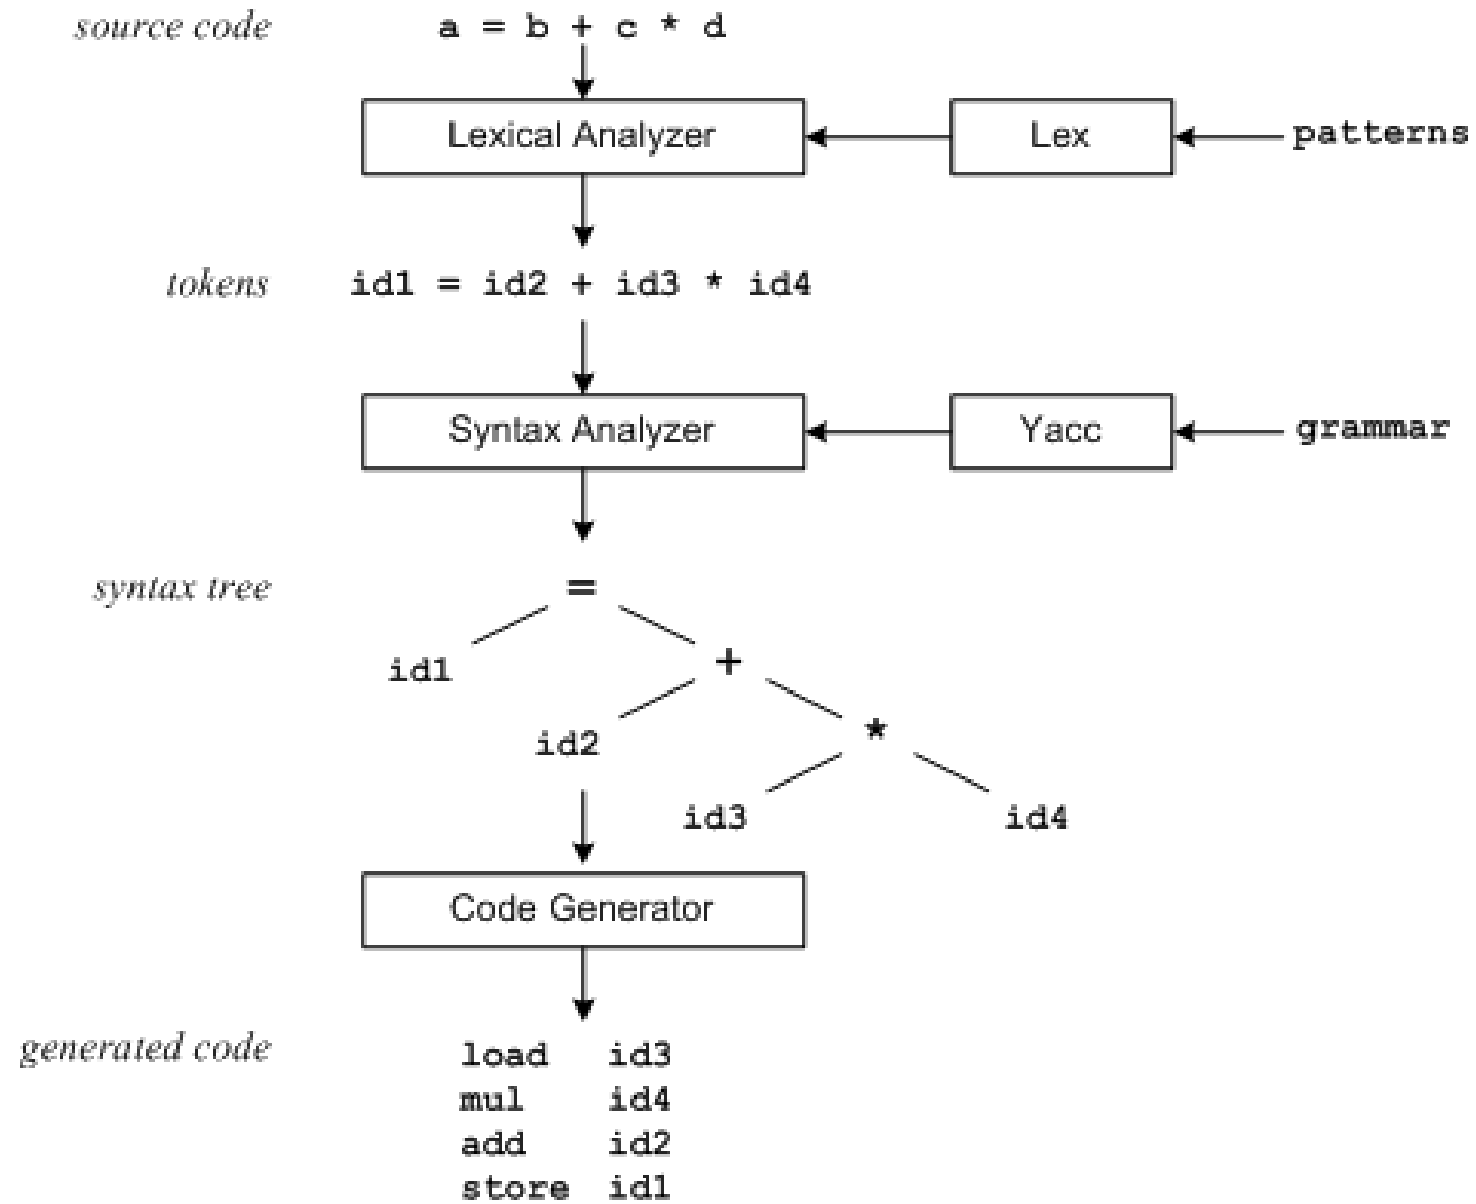 source code a = b + c * d
Lexical Analyzer Lex patterns
tokens id1 = id2 + id3 * id4
Syntax Analyzer Yacc grammar
syntax tree =
id1 +
id2 *
id3 id4
Code Generator
generated code load id3
mul id4
add id2
store id1